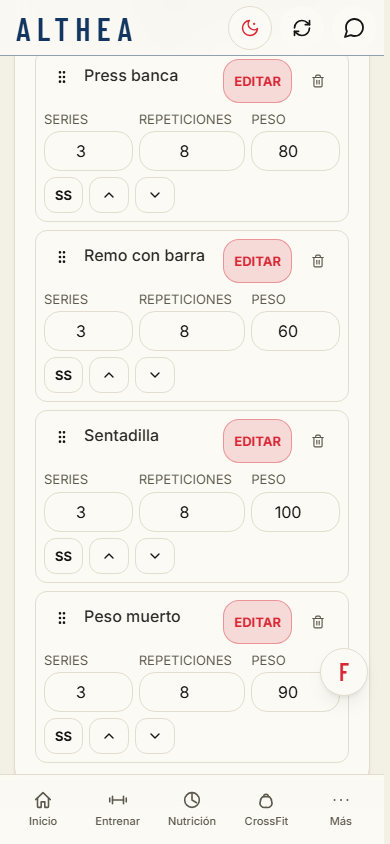 ALTHEA
Press banca EDITAR
SERIES REPETICIONES PESO
3 8 80
SS
Remo con barra EDITAR
SERIES REPETICIONES PESO
3 8 60
SS
Sentadilla EDITAR
SERIES REPETICIONES PESO
3 8 100
SS
Peso muerto EDITAR
SERIES REPETICIONES PESO
3 8 90
F
SS
Inicio Entrenar Nutrición CrossFit Más